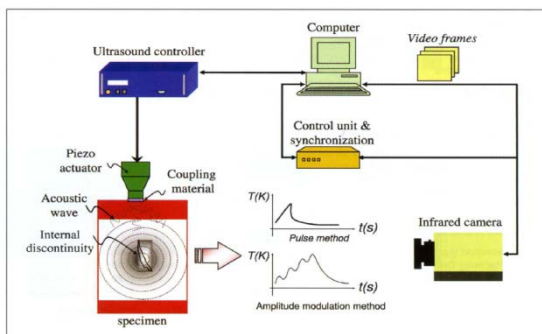 Computer
Video frames
Ultrasound controller
Control unit &
synchronization
Piezo
actuator
Coupling
material
Acoustic
wave
Internal
discontinuity
T(K)
t(s)
Pulse method
T(K)
t(s)
Amplitude modulation method
Infrared camera
specimen